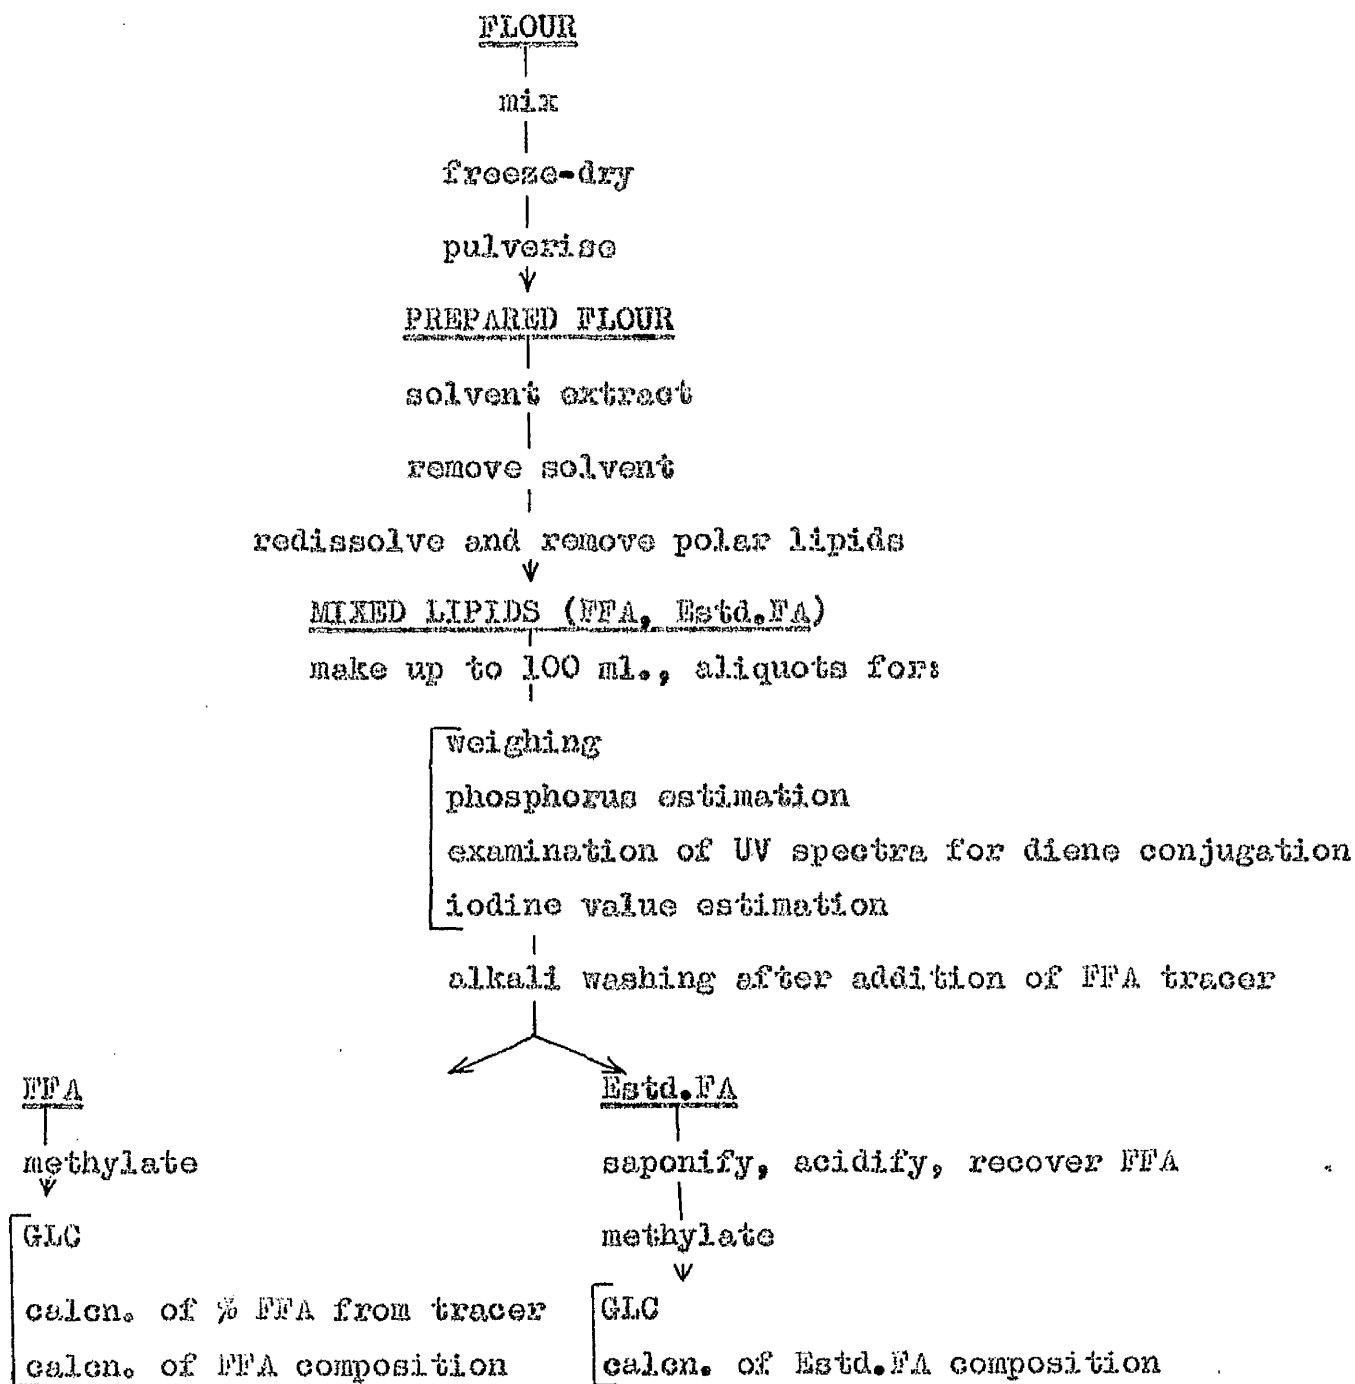 FLOUR
mix
freeze-dry
pulverise
PREPARED FLOUR
solvent extract
remove solvent
redissolve and remove polar lipids
MIXED LIPIDS (FFA, Estd.FA)
make up to 100 ml., aliquots for:
weighing
phosphorus estimation
examination of UV spectra for diene conjugation
iodine value estimation
alkali washing after addition of FFA tracer
FFA
Estd.FA
methylate
saponify, acidify, recover FFA
GLC
methylate
calcn. of % FFA from tracer
GLC
calcn. of FFA composition
calcn. of Estd.FA composition